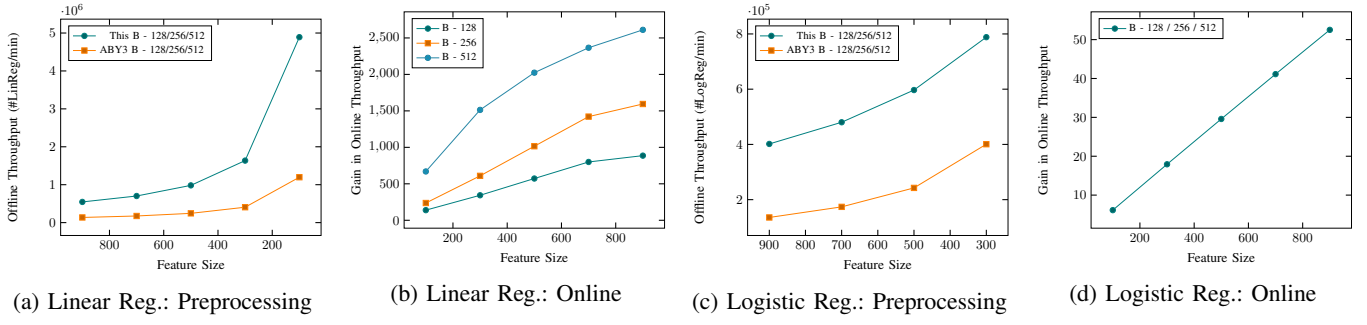 ·10⁶
Offline Throughput (#LinReg/min)
5
4
3
2
1
0
This B - 128/256/512
ABY3 B - 128/256/512
800 600 400 200
Feature Size
(a) Linear Reg.: Preprocessing
Gain in Online Throughput
2,500
2,000
1,500
1,000
500
0
B - 128
B - 256
B - 512
200 400 600 800
Feature Size
(b) Linear Reg.: Online
·10⁵
Offline Throughput (#LogReg/min)
8
6
4
2
This B - 128/256/512
ABY3 B - 128/256/512
900 800 700 600 500 400 300
Feature Size
(c) Logistic Reg.: Preprocessing
Gain in Online Throughput
50
40
30
20
10
B - 128 / 256 / 512
200 400 600 800
Feature Size
(d) Logistic Reg.: Online